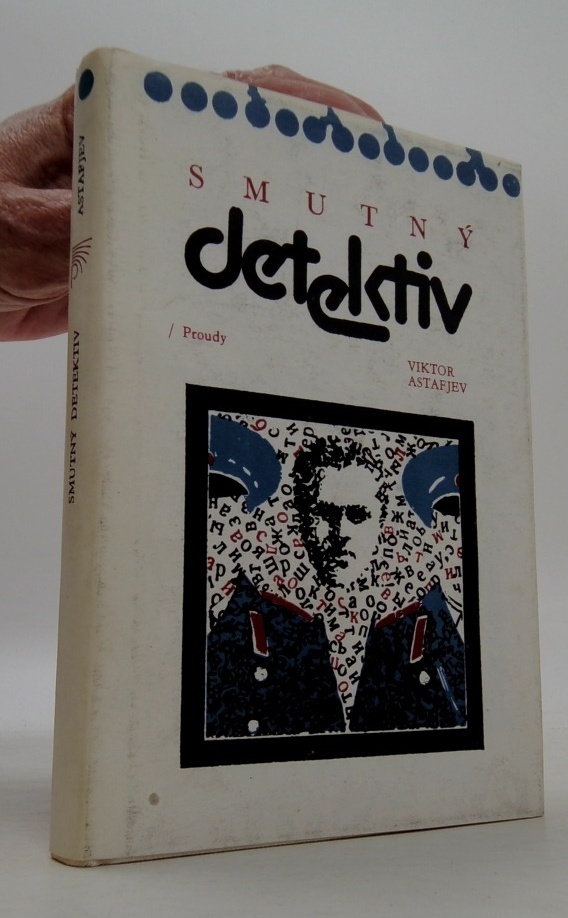 SMUTNÝ
detektiv
/ Proudy
VIKTOR
ASTAFJEV
SMUTNÝ DETEKTIV
ASTAFJEV